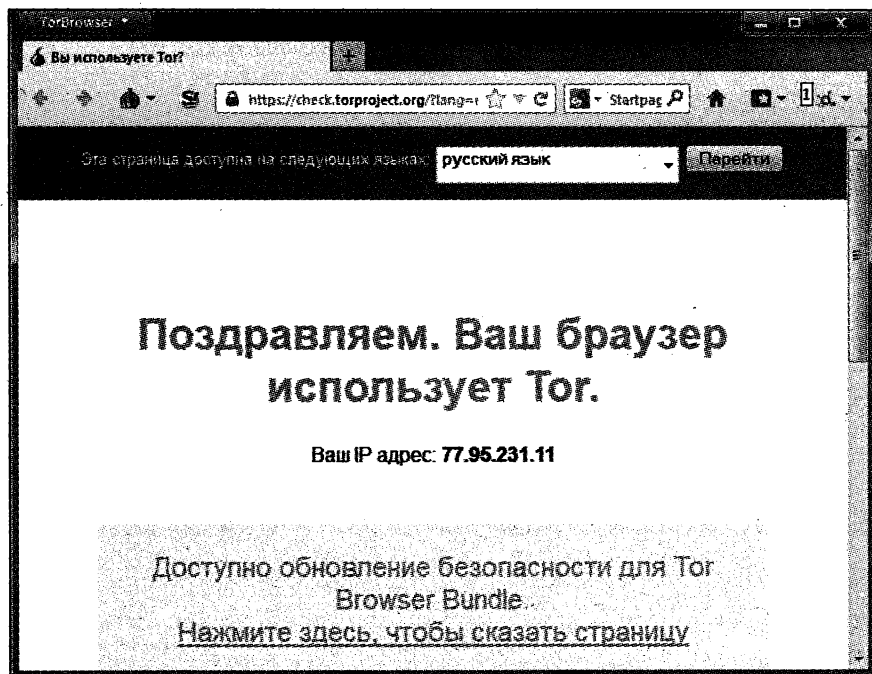 TorBrowser
Вы используете Tor?
https://check.torproject.org/?lang=r
Startpag
1
Эта страница доступна на следующих языках:
русский язык
Перейти
Поздравляем. Ваш браузер
использует Tor.
Ваш IP адрес: 77.95.231.11
Доступно обновление безопасности для Tor
Browser Bundle.
Нажмите здесь, чтобы сказать страницу